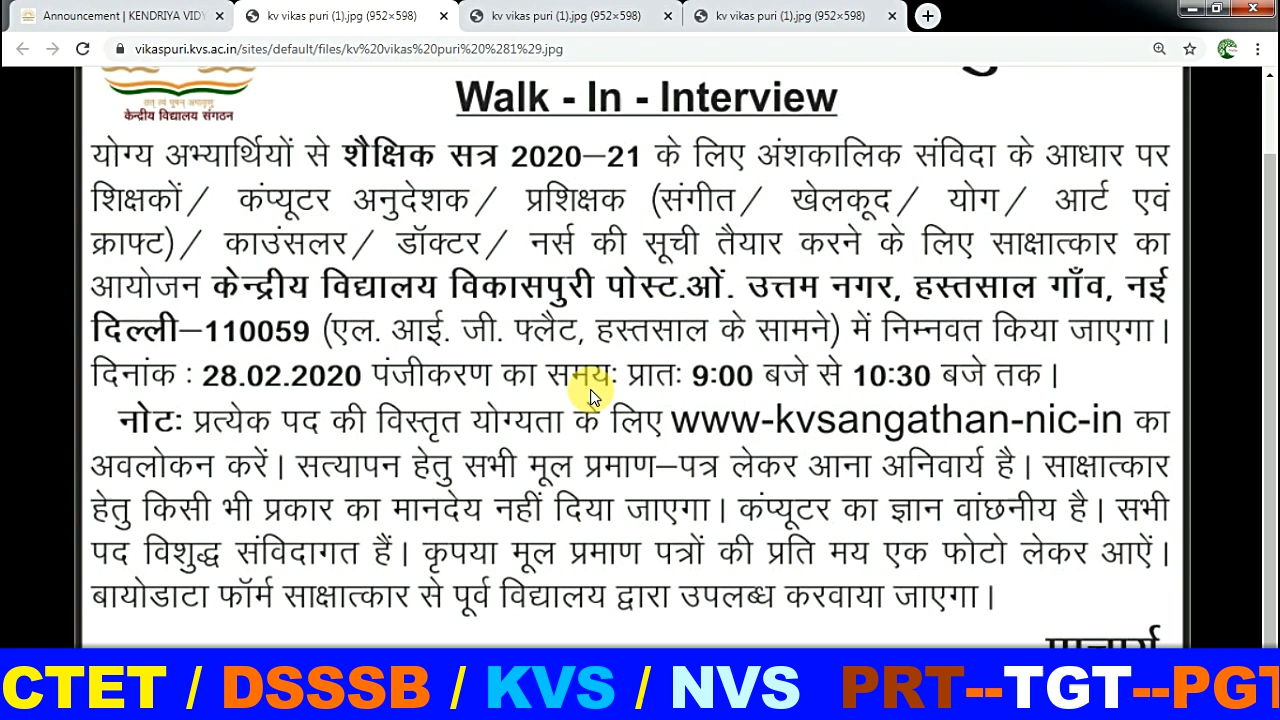 Announcement | KENDRIYA VIDY
kv vikas puri (1).jpg (952×598)
kv vikas puri (1).jpg (952×598)
kv vikas puri (1).jpg (952×598)
vikaspuri.kvs.ac.in/sites/default/files/kv%20vikas%20puri%20%281%29.jpg
केन्द्रीय विद्यालय संगठन
Walk - In - Interview
योग्य अभ्यार्थियों से शैक्षिक सत्र 2020–21 के लिए अंशकालिक संविदा के आधार पर
शिक्षकों/ कंप्यूटर अनुदेशक/ प्रशिक्षक (संगीत/ खेलकूद/ योग/ आर्ट एवं
क्राफ्ट)/ काउंसलर/ डॉक्टर/ नर्स की सूची तैयार करने के लिए साक्षात्कार का
आयोजन केन्द्रीय विद्यालय विकासपुरी पोस्ट.ओं. उत्तम नगर, हस्तसाल गाँव, नई
दिल्ली–110059 (एल. आई. जी. फ्लैट, हस्तसाल के सामने) में निम्नवत किया जाएगा।
दिनांक : 28.02.2020 पंजीकरण का समयः प्रातः 9:00 बजे से 10:30 बजे तक।
नोटः प्रत्येक पद की विस्तृत योग्यता के लिए www-kvsangathan-nic-in का
अवलोकन करें। सत्यापन हेतु सभी मूल प्रमाण–पत्र लेकर आना अनिवार्य है। साक्षात्कार
हेतु किसी भी प्रकार का मानदेय नहीं दिया जाएगा। कंप्यूटर का ज्ञान वांछनीय है। सभी
पद विशुद्ध संविदागत हैं। कृपया मूल प्रमाण पत्रों की प्रति मय एक फोटो लेकर आऐं।
बायोडाटा फॉर्म साक्षात्कार से पूर्व विद्यालय द्वारा उपलब्ध करवाया जाएगा।
CTET / DSSSB / KVS / NVS PRT--TGT--PGT